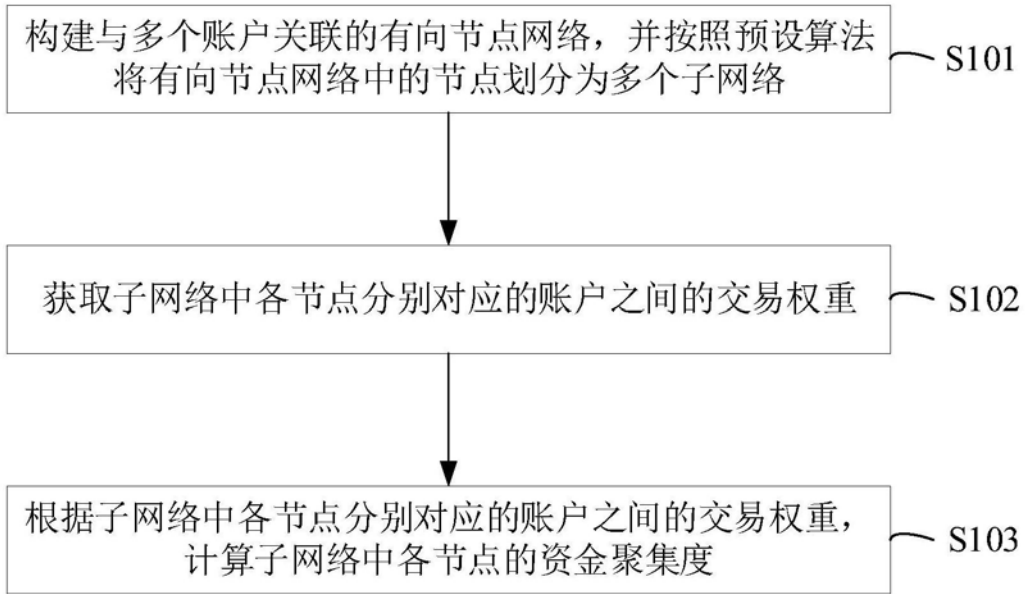 构建与多个账户关联的有向节点网络，并按照预设算法
将有向节点网络中的节点划分为多个子网络
S101
获取子网络中各节点分别对应的账户之间的交易权重
S102
根据子网络中各节点分别对应的账户之间的交易权重，
计算子网络中各节点的资金聚集度
S103